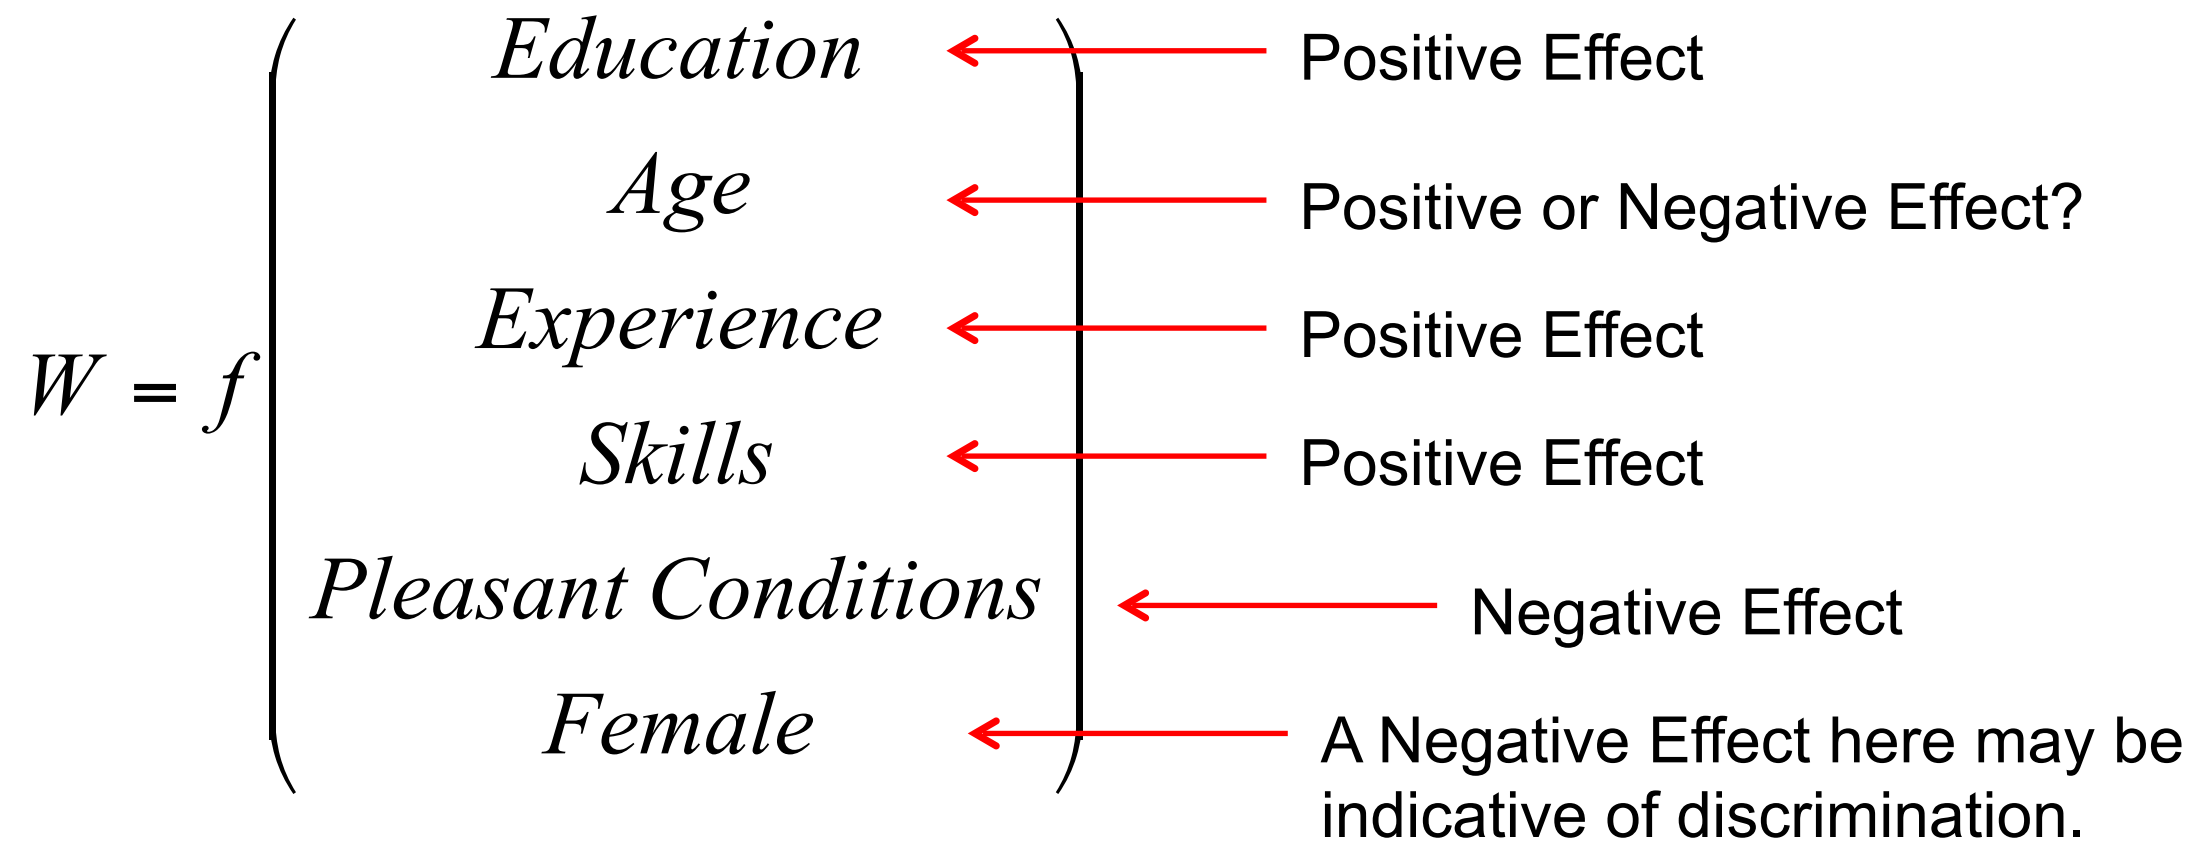 Education Positive Effect
Age Positive or Negative Effect?
Experience Positive Effect
W = f
Skills Positive Effect
Pleasant Conditions Negative Effect
Female A Negative Effect here may be
indicative of discrimination.